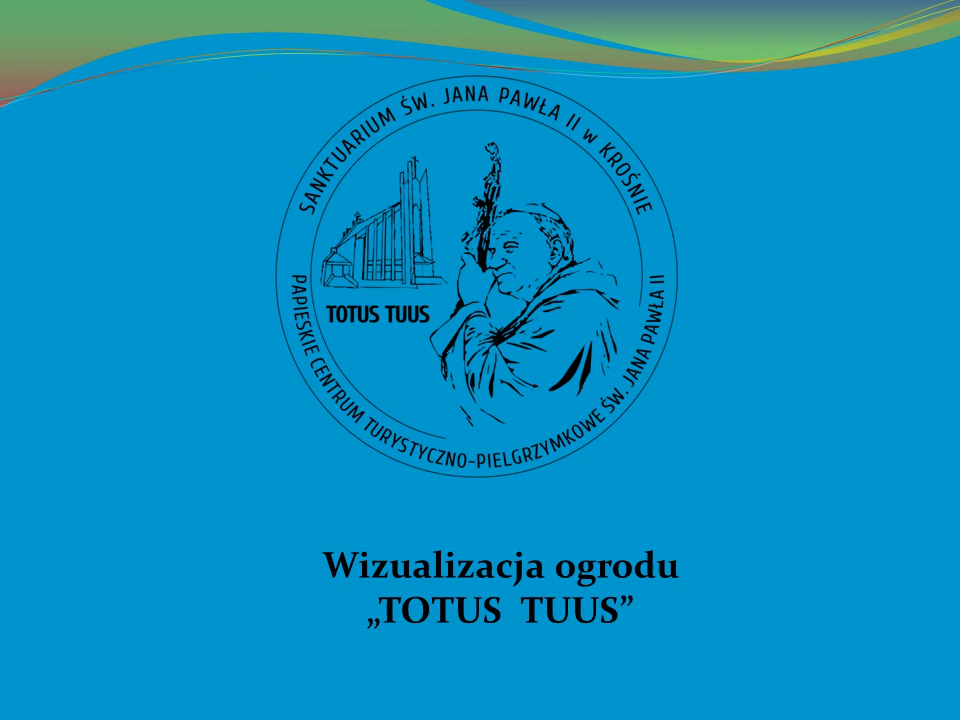 SANKTUARIUM ŚW. JANA PAWŁA II w KROŚNIE
TOTUS TUUS
PAPIESKIE CENTRUM TURYSTYCZNO-PIELGRZYMKOWE ŚW. JANA PAWŁA II
Wizualizacja ogrodu
„TOTUS TUUS”